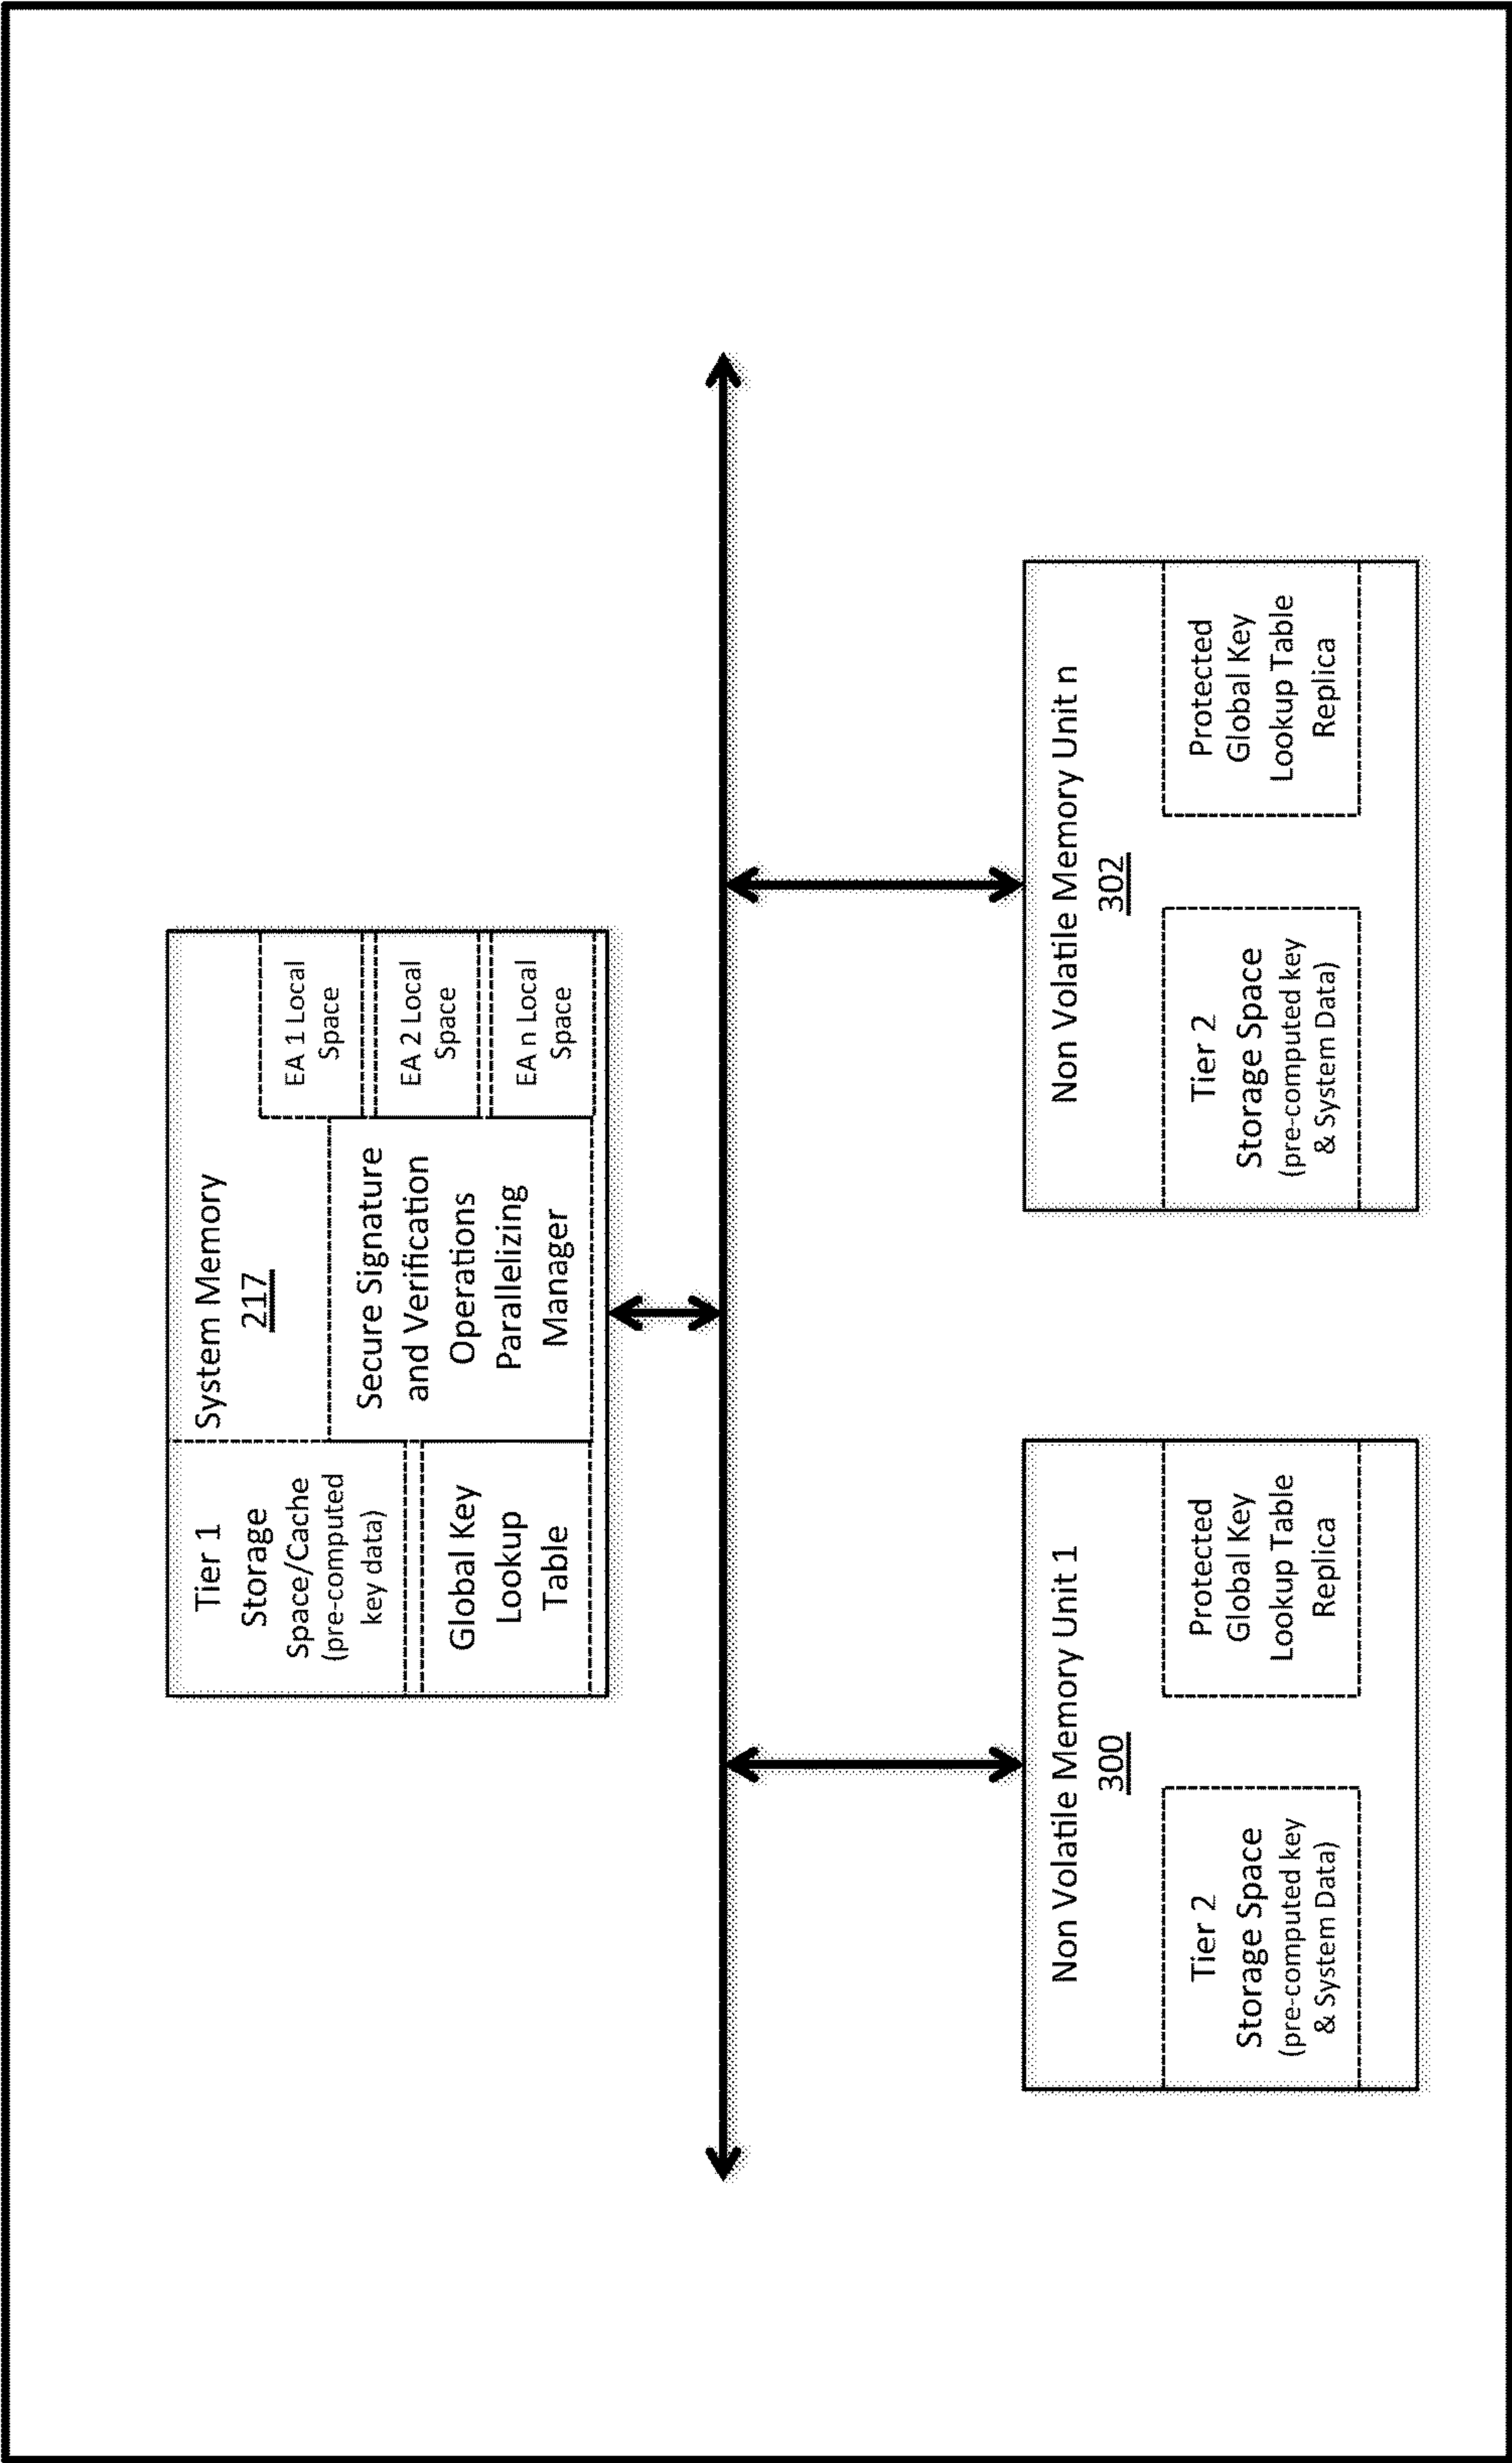 Tier 1
Storage
Space/Cache
(pre-computed
key data)
Global Key
Lookup
Table
System Memory
217
Secure Signature
and Verification
Operations
Parallelizing
Manager
EA 1 Local
Space
EA 2 Local
Space
EA n Local
Space
Non Volatile Memory Unit 1
300
Tier 2
Storage Space
(pre-computed key
& System Data)
Protected
Global Key
Lookup Table
Replica
Non Volatile Memory Unit n
302
Tier 2
Storage Space
(pre-computed key
& System Data)
Protected
Global Key
Lookup Table
Replica